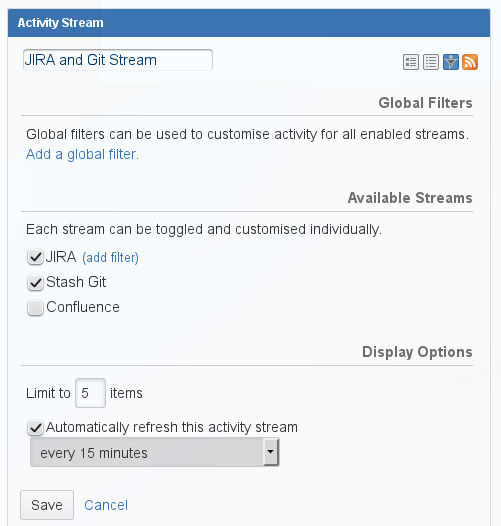 Activity Stream
JIRA and Git Stream
Global Filters
Global filters can be used to customise activity for all enabled streams.
Add a global filter.
Available Streams
Each stream can be toggled and customised individually.
JIRA (add filter)
Stash Git
Confluence
Display Options
Limit to 5 items
Automatically refresh this activity stream
every 15 minutes
Save Cancel